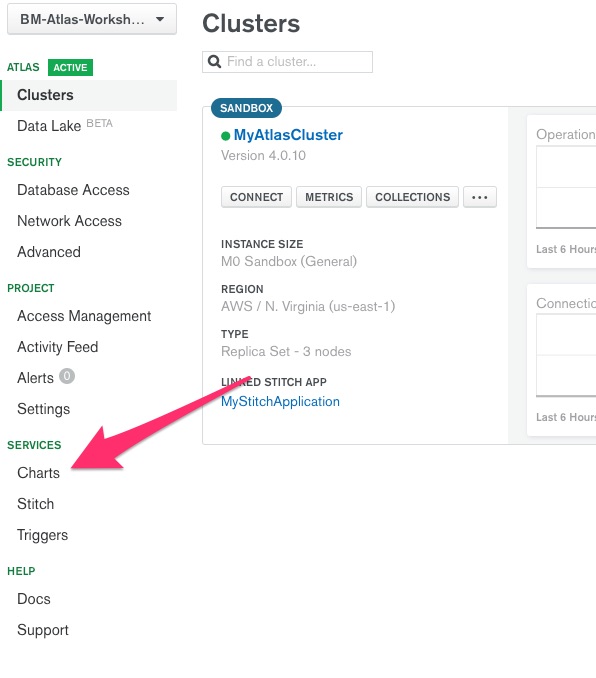 BM-Atlas-Worksh...
ATLAS ACTIVE
Clusters
Data Lake BETA
SECURITY
Database Access
Network Access
Advanced
PROJECT
Access Management
Activity Feed
Alerts 0
Settings
SERVICES
Charts
Stitch
Triggers
HELP
Docs
Support
Clusters
Find a cluster...
SANDBOX
MyAtlasCluster
Version 4.0.10
CONNECT METRICS COLLECTIONS ...
INSTANCE SIZE
M0 Sandbox (General)
REGION
AWS / N. Virginia (us-east-1)
TYPE
Replica Set - 3 nodes
LINKED STITCH APP
MyStitchApplication
Operation
Last 6 Hours
Connectio
Last 6 Hours